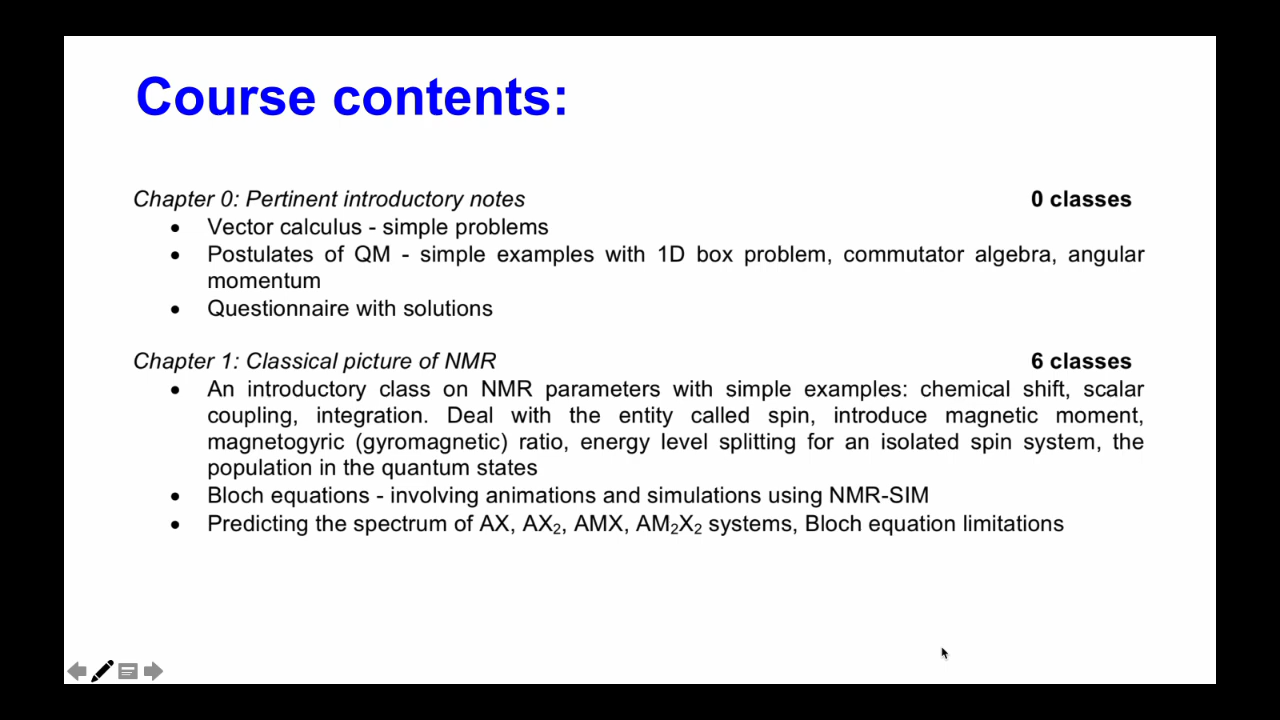 Course contents:
Chapter 0: Pertinent introductory notes 0 classes
• Vector calculus - simple problems
• Postulates of QM - simple examples with 1D box problem, commutator algebra, angular
momentum
• Questionnaire with solutions
Chapter 1: Classical picture of NMR 6 classes
• An introductory class on NMR parameters with simple examples: chemical shift, scalar
coupling, integration. Deal with the entity called spin, introduce magnetic moment,
magnetogyric (gyromagnetic) ratio, energy level splitting for an isolated spin system, the
population in the quantum states
• Bloch equations - involving animations and simulations using NMR-SIM
• Predicting the spectrum of AX, AX₂, AMX, AM₂X₂ systems, Bloch equation limitations